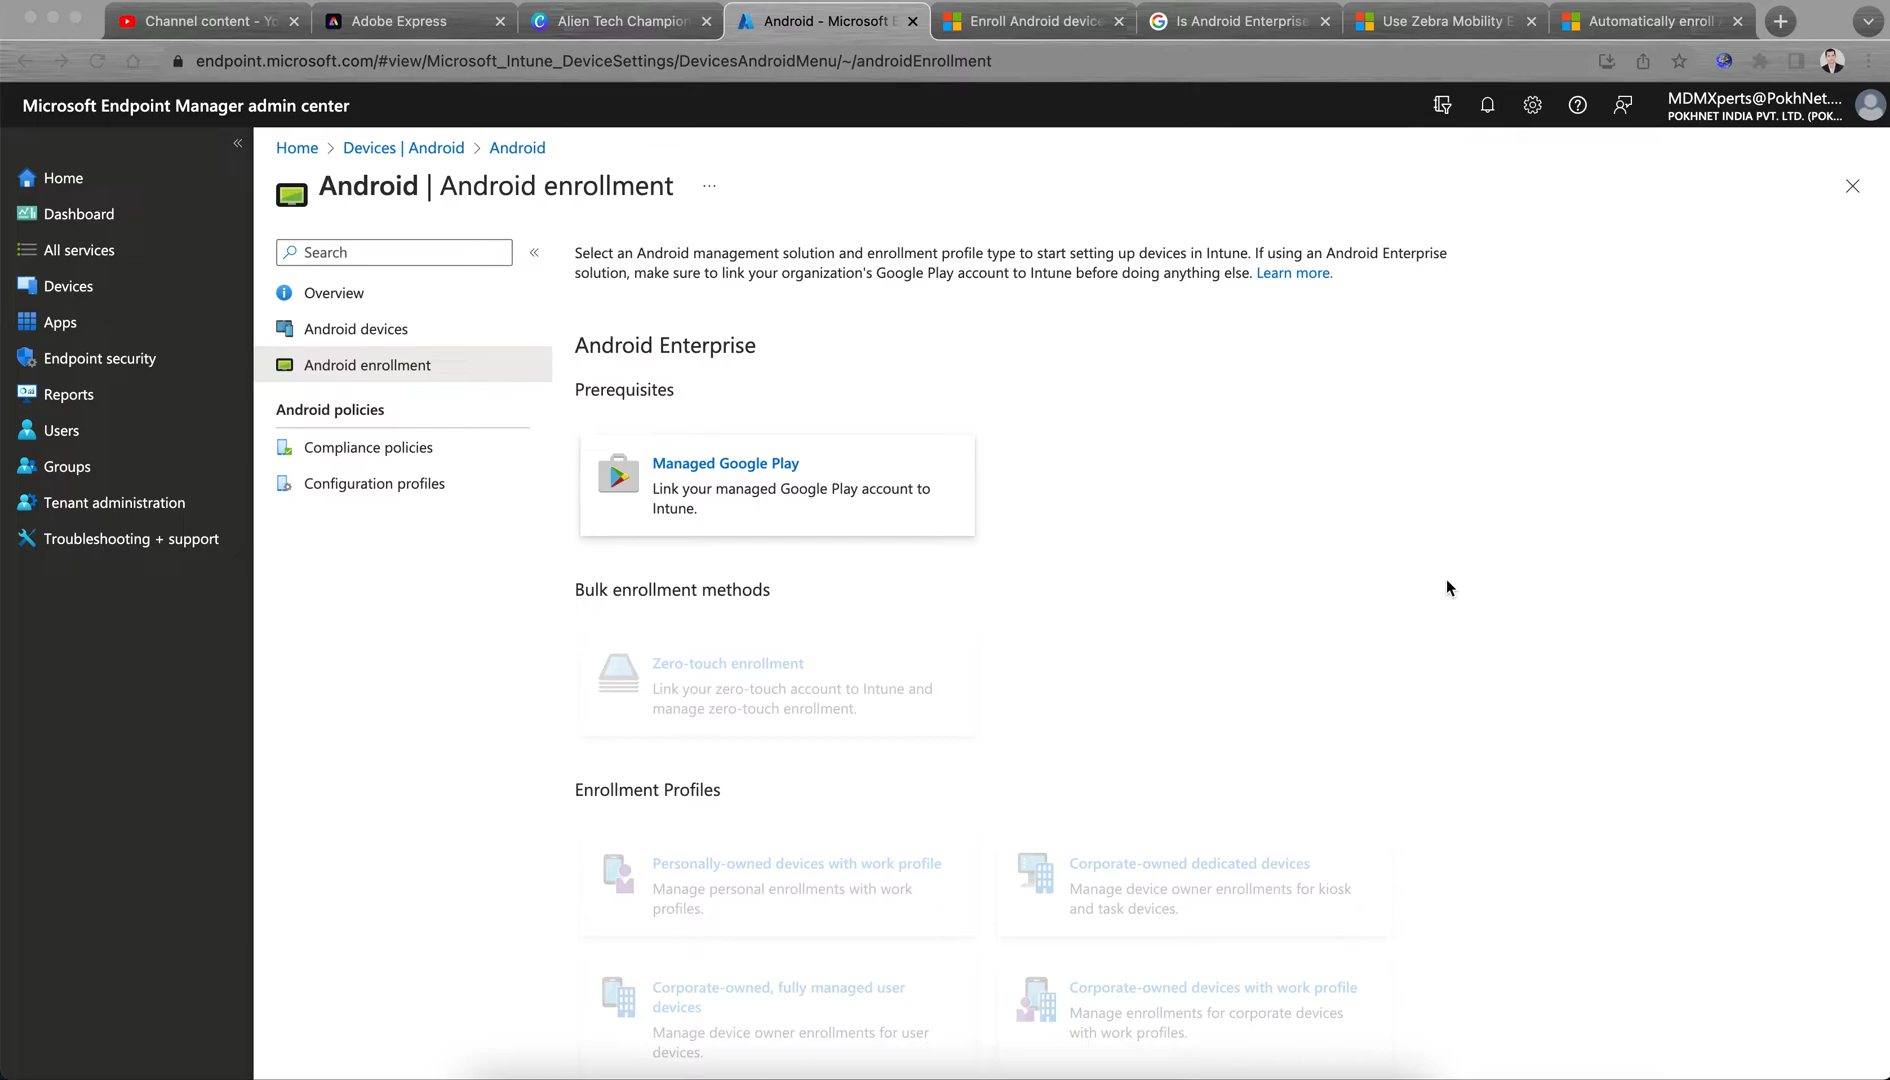 Channel content - Yo
Adobe Express
Alien Tech Champion
Android - Microsoft E
Enroll Android device
Is Android Enterprise
Use Zebra Mobility E
Automatically enroll A
endpoint.microsoft.com/#view/Microsoft_Intune_DeviceSettings/DevicesAndroidMenu/~/androidEnrollment
Microsoft Endpoint Manager admin center
MDMXperts@PokhNet....
POKHNET INDIA PVT. LTD. (POK...
Home
Dashboard
All services
Devices
Apps
Endpoint security
Reports
Users
Groups
Tenant administration
Troubleshooting + support
Home > Devices | Android > Android
Android | Android enrollment ...
Search
Overview
Android devices
Android enrollment
Android policies
Compliance policies
Configuration profiles
Select an Android management solution and enrollment profile type to start setting up devices in Intune. If using an Android Enterprise
solution, make sure to link your organization's Google Play account to Intune before doing anything else. Learn more.
Android Enterprise
Prerequisites
Managed Google Play
Link your managed Google Play account to
Intune.
Bulk enrollment methods
Zero-touch enrollment
Link your zero-touch account to Intune and
manage zero-touch enrollment.
Enrollment Profiles
Personally-owned devices with work profile
Manage personal enrollments with work
profiles.
Corporate-owned dedicated devices
Manage device owner enrollments for kiosk
and task devices.
Corporate-owned, fully managed user
devices
Manage device owner enrollments for user
devices.
Corporate-owned devices with work profile
Manage enrollments for corporate devices
with work profiles.